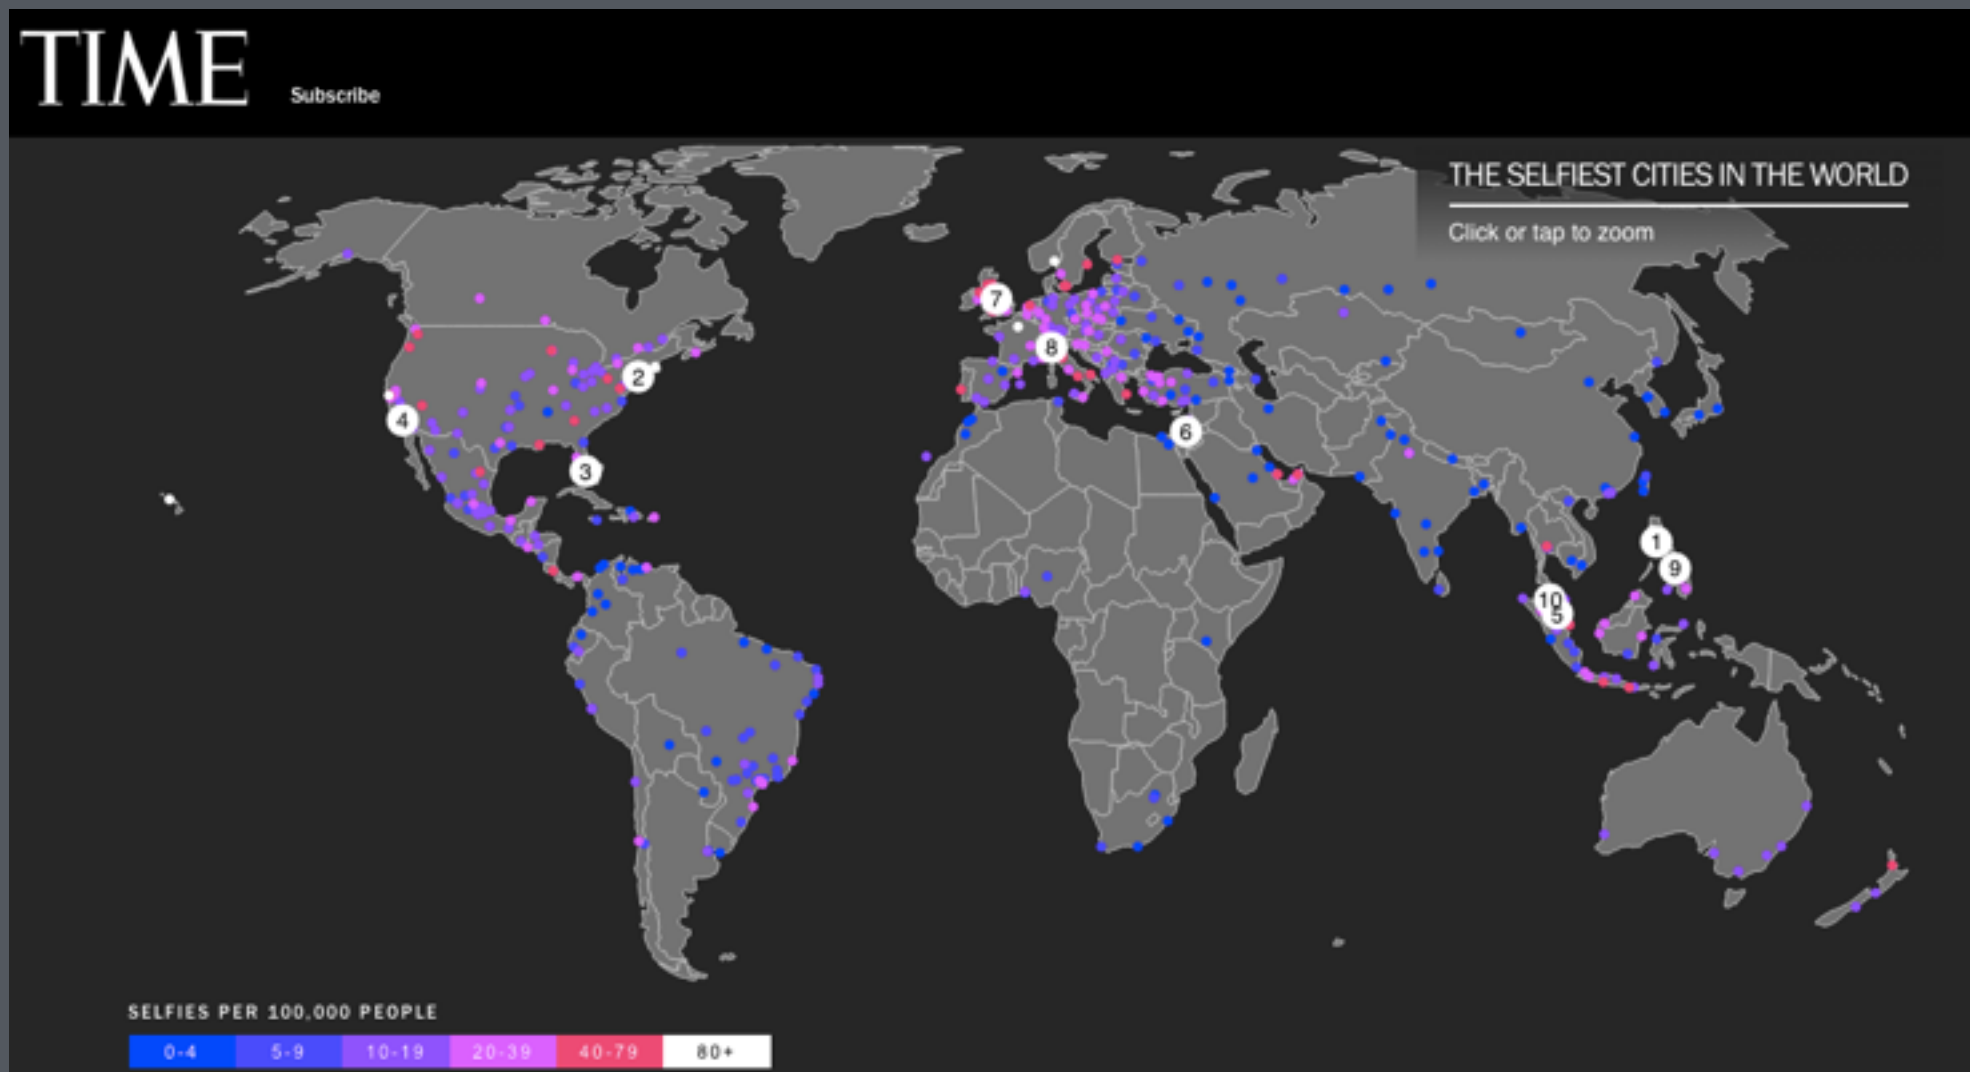 TIME
Subscribe
THE SELFIEST CITIES IN THE WORLD
Click or tap to zoom
7
8
2
4
6
3
1
9
10
5
SELFIES PER 100,000 PEOPLE
0-4 5-9 10-19 20-39 40-79 80+